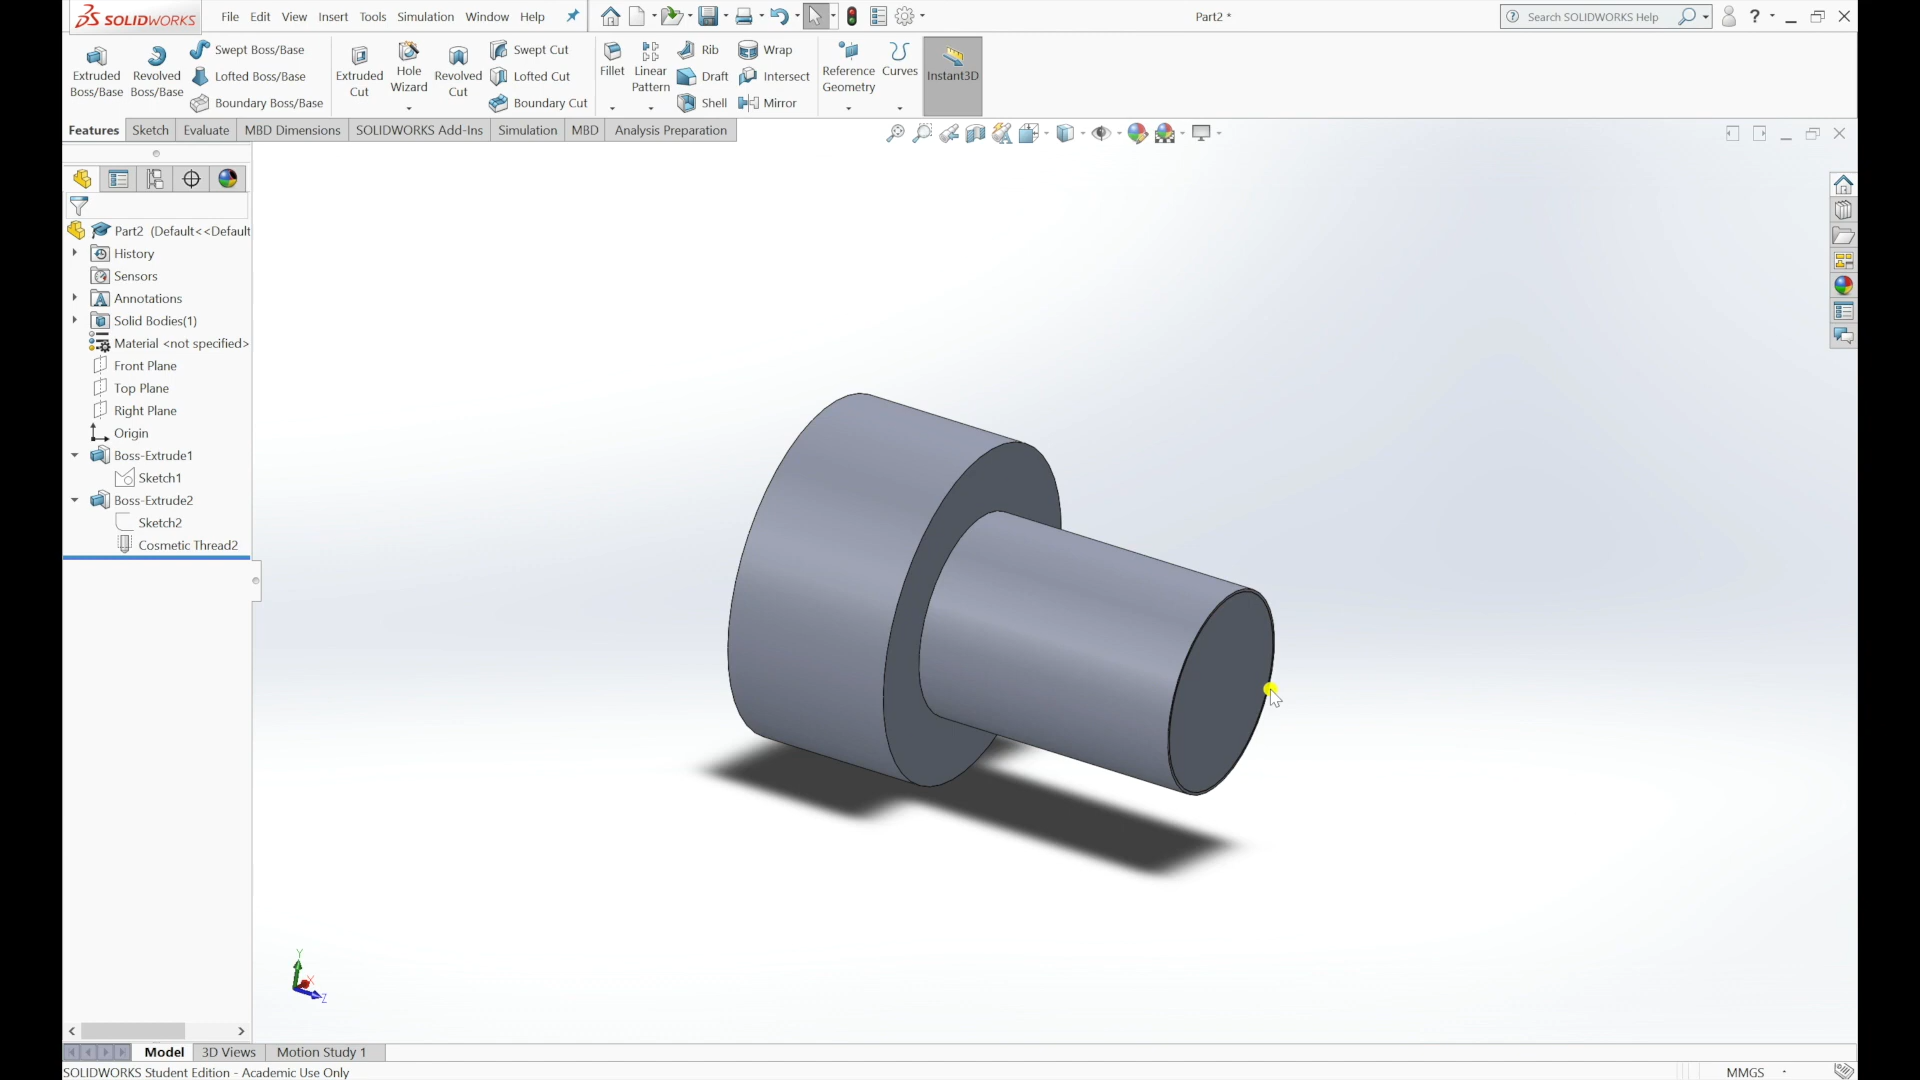 SOLIDWORKS
File Edit View Insert Tools Simulation Window Help
Part2 *
Search SOLIDWORKS Help
?
Extruded Boss/Base
Revolved Boss/Base
Swept Boss/Base
Lofted Boss/Base
Boundary Boss/Base
Extruded Cut
Hole Wizard
Revolved Cut
Swept Cut
Lofted Cut
Boundary Cut
Fillet
Linear Pattern
Rib
Draft
Shell
Wrap
Intersect
Mirror
Reference Geometry
Curves
Instant3D
Features Sketch Evaluate MBD Dimensions SOLIDWORKS Add-Ins Simulation MBD Analysis Preparation
Part2 (Default<<Default
History
Sensors
Annotations
Solid Bodies(1)
Material <not specified>
Front Plane
Top Plane
Right Plane
Origin
Boss-Extrude1
Sketch1
Boss-Extrude2
Sketch2
Cosmetic Thread2
Y
X
Z
Model 3D Views Motion Study 1
SOLIDWORKS Student Edition - Academic Use Only
MMGS